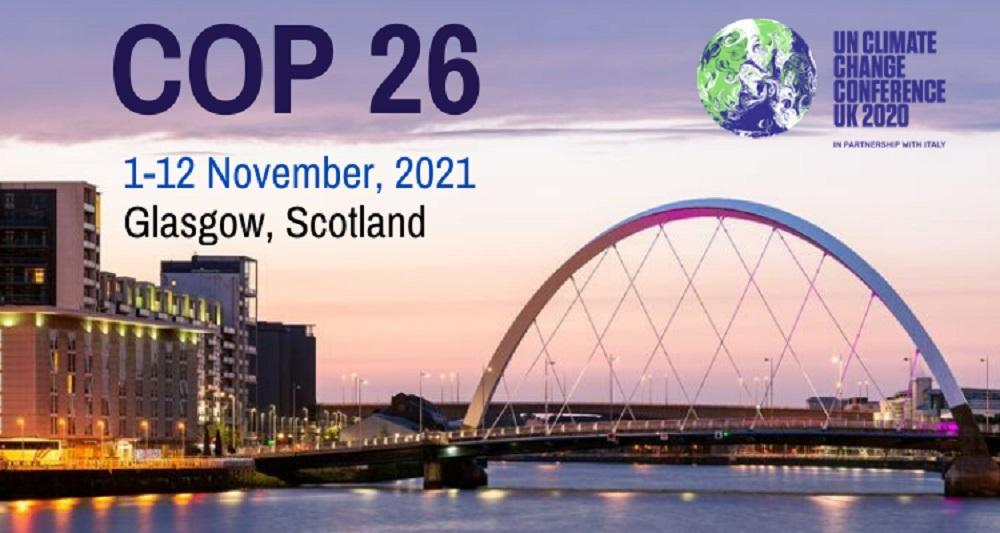 COP 26
1-12 November, 2021
Glasgow, Scotland
UN CLIMATE
CHANGE
CONFERENCE
UK 2020
IN PARTNERSHIP WITH ITALY